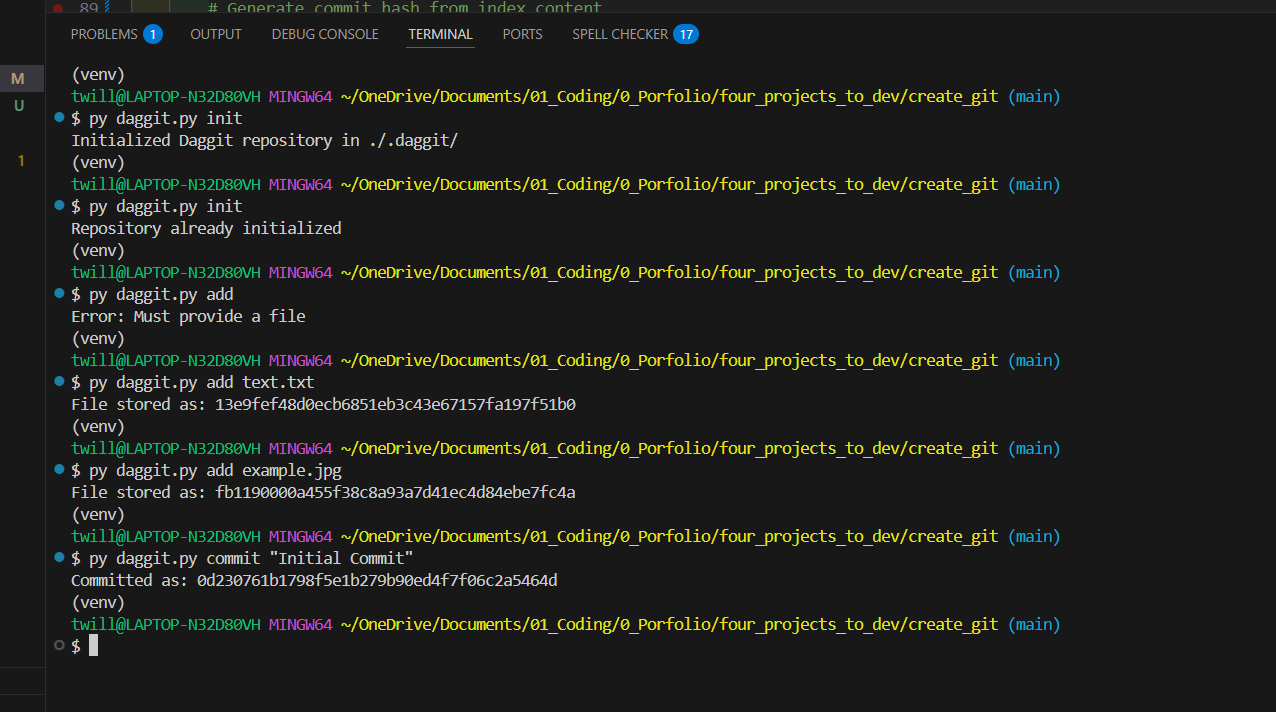 89 # Generate commit hash from index content
PROBLEMS 1 OUTPUT DEBUG CONSOLE TERMINAL PORTS SPELL CHECKER 17
(venv)
M
twill@LAPTOP-N32D80VH MINGW64 ~/OneDrive/Documents/01_Coding/0_Porfolio/four_projects_to_dev/create_git (main)
U
$ py daggit.py init
Initialized Daggit repository in ./.daggit/
(venv)
1
twill@LAPTOP-N32D80VH MINGW64 ~/OneDrive/Documents/01_Coding/0_Porfolio/four_projects_to_dev/create_git (main)
$ py daggit.py init
Repository already initialized
(venv)
twill@LAPTOP-N32D80VH MINGW64 ~/OneDrive/Documents/01_Coding/0_Porfolio/four_projects_to_dev/create_git (main)
$ py daggit.py add
Error: Must provide a file
(venv)
twill@LAPTOP-N32D80VH MINGW64 ~/OneDrive/Documents/01_Coding/0_Porfolio/four_projects_to_dev/create_git (main)
$ py daggit.py add text.txt
File stored as: 13e9fef48d0ecb6851eb3c43e67157fa197f51b0
(venv)
twill@LAPTOP-N32D80VH MINGW64 ~/OneDrive/Documents/01_Coding/0_Porfolio/four_projects_to_dev/create_git (main)
$ py daggit.py add example.jpg
File stored as: fb1190000a455f38c8a93a7d41ec4d84ebe7fc4a
(venv)
twill@LAPTOP-N32D80VH MINGW64 ~/OneDrive/Documents/01_Coding/0_Porfolio/four_projects_to_dev/create_git (main)
$ py daggit.py commit "Initial Commit"
Committed as: 0d230761b1798f5e1b279b90ed4f7f06c2a5464d
(venv)
twill@LAPTOP-N32D80VH MINGW64 ~/OneDrive/Documents/01_Coding/0_Porfolio/four_projects_to_dev/create_git (main)
$